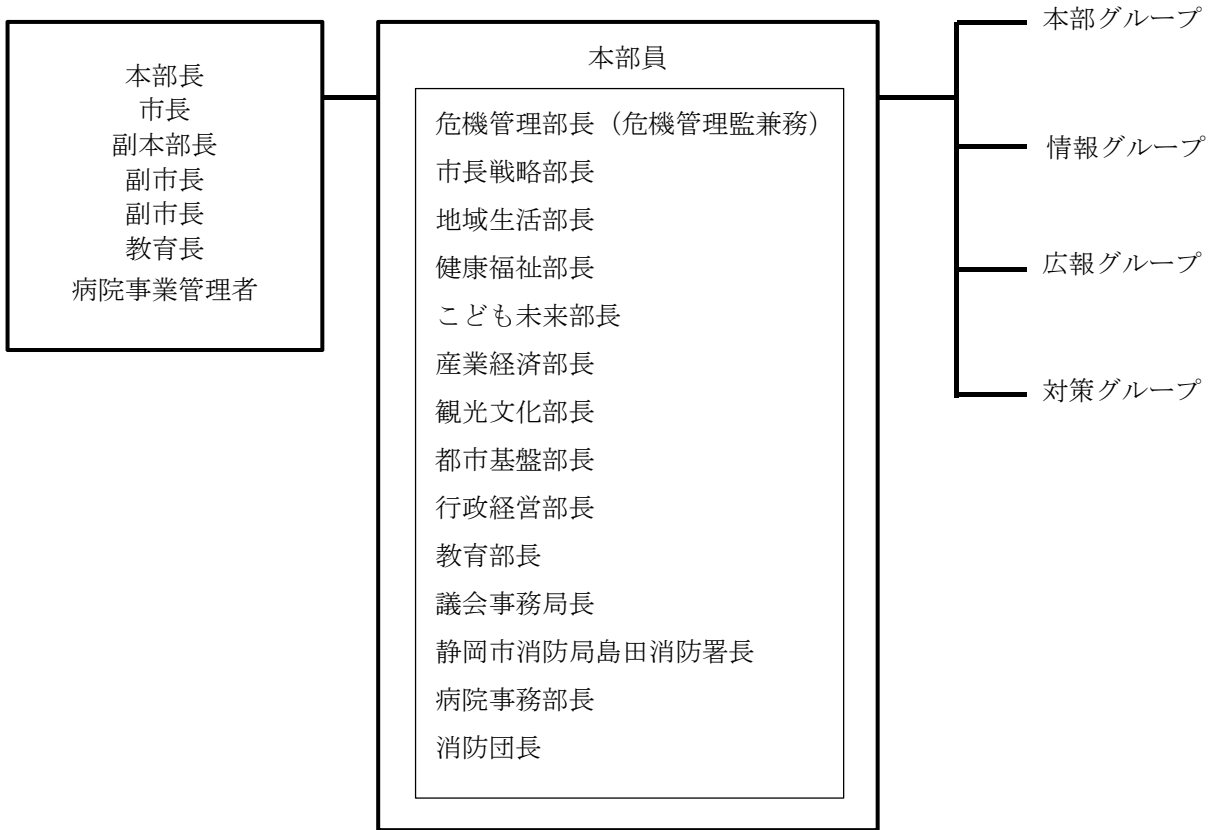 本部長
市長
副本部長
副市長
副市長
教育長
病院事業管理者
本部員
危機管理部長（危機管理監兼務）
市長戦略部長
地域生活部長
健康福祉部長
こども未来部長
産業経済部長
観光文化部長
都市基盤部長
行政経営部長
教育部長
議会事務局長
静岡市消防局島田消防署長
病院事務部長
消防団長
本部グループ
情報グループ
広報グループ
対策グループ